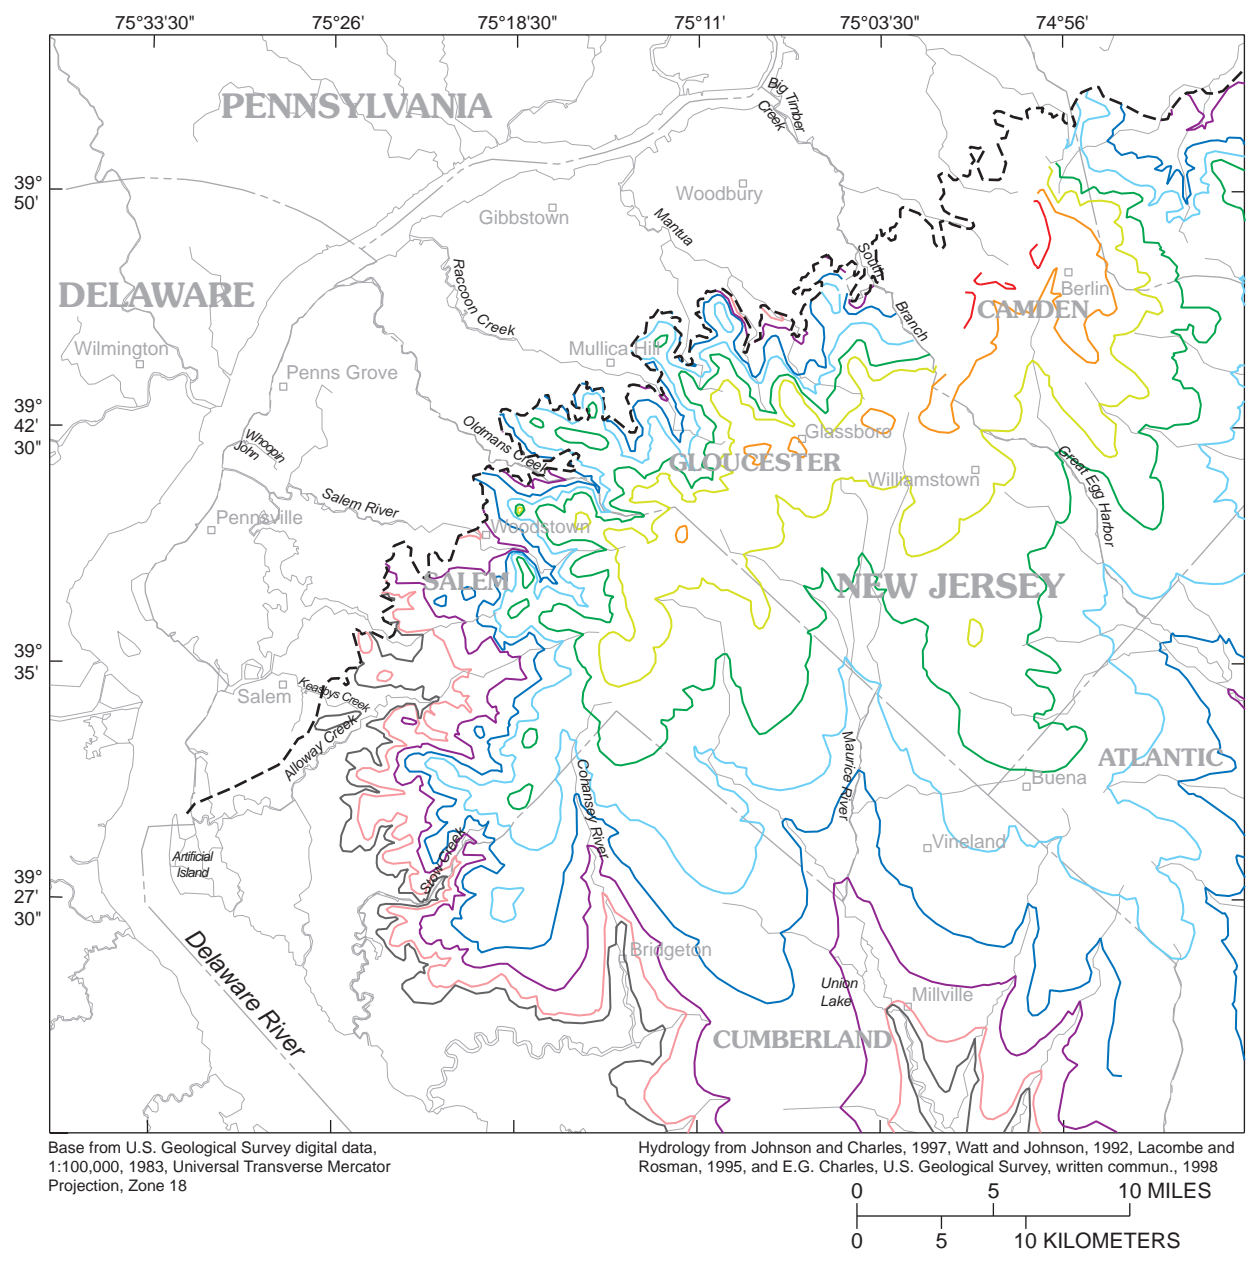 75°33'30"
75°26'
75°18'30"
75°11'
75°03'30"
74°56'
39°
50'
39°
42'
30"
39°
35'
39°
27'
30"
PENNSYLVANIA
Big Timber
Creek
Woodbury
Gibbstown
Mantua
South
Branch
DELAWARE
Raccoon Creek
Berlin
CAMDEN
Wilmington
Mullica Hill
Penns Grove
Oldmans Creek
Glassboro
GLOUCESTER
Whoopin
John
Williamstown
Great Egg Harbor
Salem River
Pennsville
Woodstown
SALEM
NEW JERSEY
Salem
Keasbys Creek
Alloway Creek
Maurice River
Cohansey River
ATLANTIC
Buena
Vineland
Stow Creek
Artificial
Island
Delaware River
Bridgeton
Union
Lake
Millville
CUMBERLAND
Base from U.S. Geological Survey digital data,
1:100,000, 1983, Universal Transverse Mercator
Projection, Zone 18
Hydrology from Johnson and Charles, 1997, Watt and Johnson, 1992, Lacombe and
Rosman, 1995, and E.G. Charles, U.S. Geological Survey, written commun., 1998
0 5 10 MILES
0 5 10 KILOMETERS